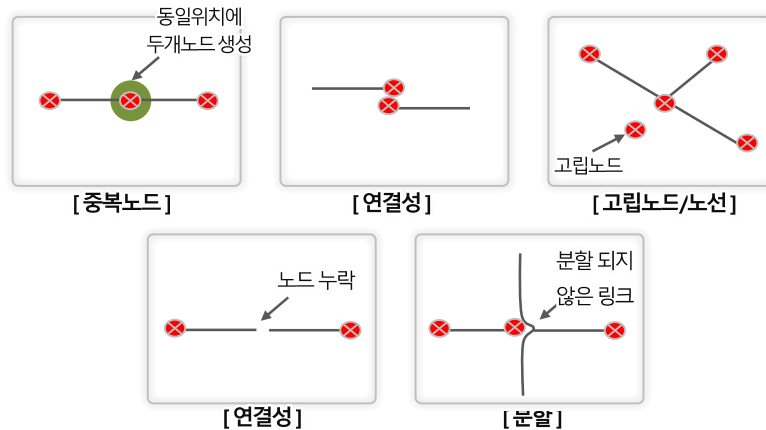 동일위치에
두개노드 생성
[ 중복노드 ]
[ 연결성 ]
고립노드
[ 고립노드/노선 ]
노드 누락
[ 연결성 ]
분할 되지
않은 링크
[ 분할 ]